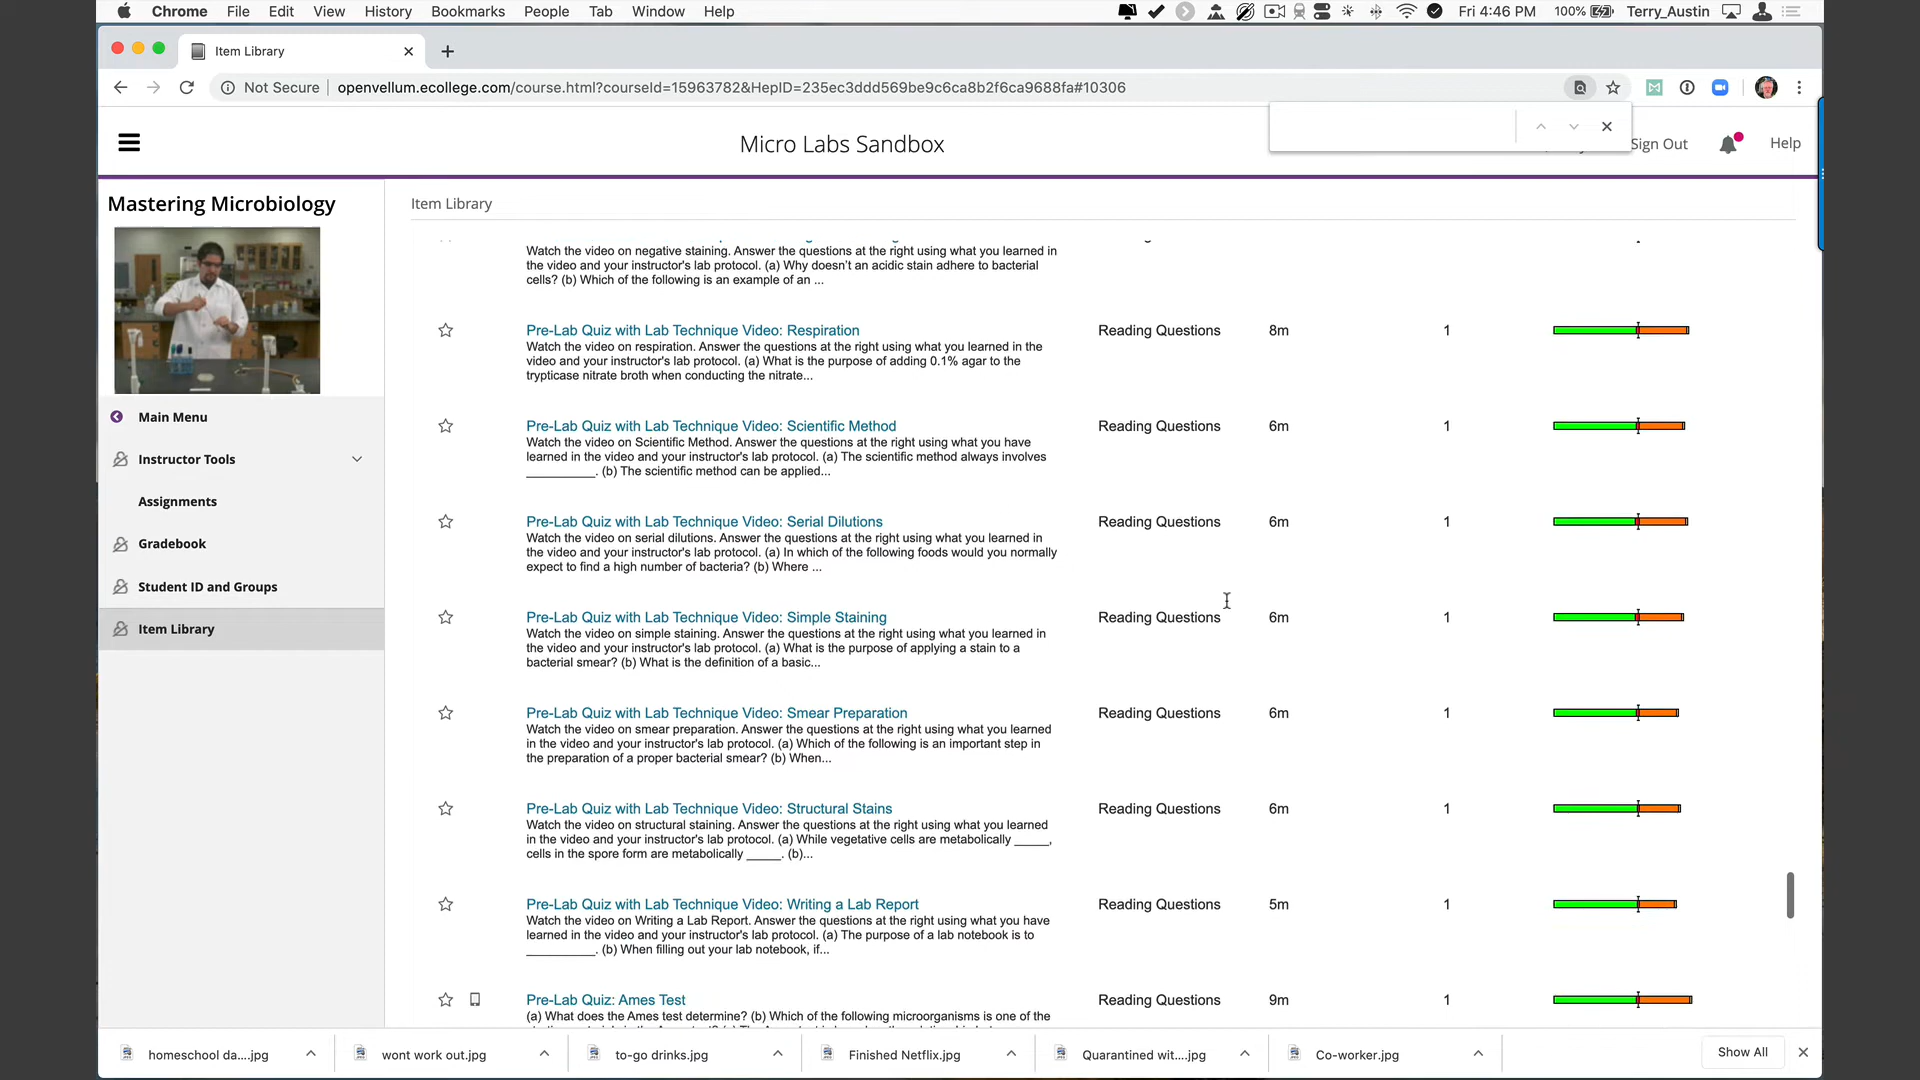 Chrome File Edit View History Bookmarks People Tab Window Help
Fri 4:46 PM 100% Terry_Austin
Item Library
Not Secure openvellum.ecollege.com/course.html?courseId=15963782&HepID=235ec3ddd569be9c6ca8b2f6ca9688fa#10306
Micro Labs Sandbox
Sign Out
Help
Mastering Microbiology
Main Menu
Instructor Tools
Assignments
Gradebook
Student ID and Groups
Item Library
Item Library
Watch the video on negative staining. Answer the questions at the right using what you learned in
the video and your instructor's lab protocol. (a) Why doesn't an acidic stain adhere to bacterial
cells? (b) Which of the following is an example of an ...
Pre-Lab Quiz with Lab Technique Video: Respiration Reading Questions 8m 1
Watch the video on respiration. Answer the questions at the right using what you learned in the
video and your instructor's lab protocol. (a) What is the purpose of adding 0.1% agar to the
trypticase nitrate broth when conducting the nitrate...
Pre-Lab Quiz with Lab Technique Video: Scientific Method Reading Questions 6m 1
Watch the video on Scientific Method. Answer the questions at the right using what you have
learned in the video and your instructor's lab protocol. (a) The scientific method always involves
__________. (b) The scientific method can be applied...
Pre-Lab Quiz with Lab Technique Video: Serial Dilutions Reading Questions 6m 1
Watch the video on serial dilutions. Answer the questions at the right using what you learned in
the video and your instructor's lab protocol. (a) In which of the following foods would you normally
expect to find a high number of bacteria? (b) Where ...
Pre-Lab Quiz with Lab Technique Video: Simple Staining Reading Questions 6m 1
Watch the video on simple staining. Answer the questions at the right using what you learned in
the video and your instructor's lab protocol. (a) What is the purpose of applying a stain to a
bacterial smear? (b) What is the definition of a basic...
Pre-Lab Quiz with Lab Technique Video: Smear Preparation Reading Questions 6m 1
Watch the video on smear preparation. Answer the questions at the right using what you learned
in the video and your instructor's lab protocol. (a) Which of the following is an important step in
the preparation of a proper bacterial smear? (b) When...
Pre-Lab Quiz with Lab Technique Video: Structural Stains Reading Questions 6m 1
Watch the video on structural staining. Answer the questions at the right using what you learned
in the video and your instructor's lab protocol. (a) While vegetative cells are metabolically _____,
cells in the spore form are metabolically _____. (b)...
Pre-Lab Quiz with Lab Technique Video: Writing a Lab Report Reading Questions 5m 1
Watch the video on Writing a Lab Report. Answer the questions at the right using what you have
learned in the video and your instructor's lab protocol. (a) The purpose of a lab notebook is to
__________. (b) When filling out your lab notebook, if...
Pre-Lab Quiz: Ames Test Reading Questions 9m 1
(a) What does the Ames test determine? (b) Which of the following microorganisms is one of the
homeschool da....jpg wont work out.jpg to-go drinks.jpg Finished Netflix.jpg Quarantined wit....jpg Co-worker.jpg Show All